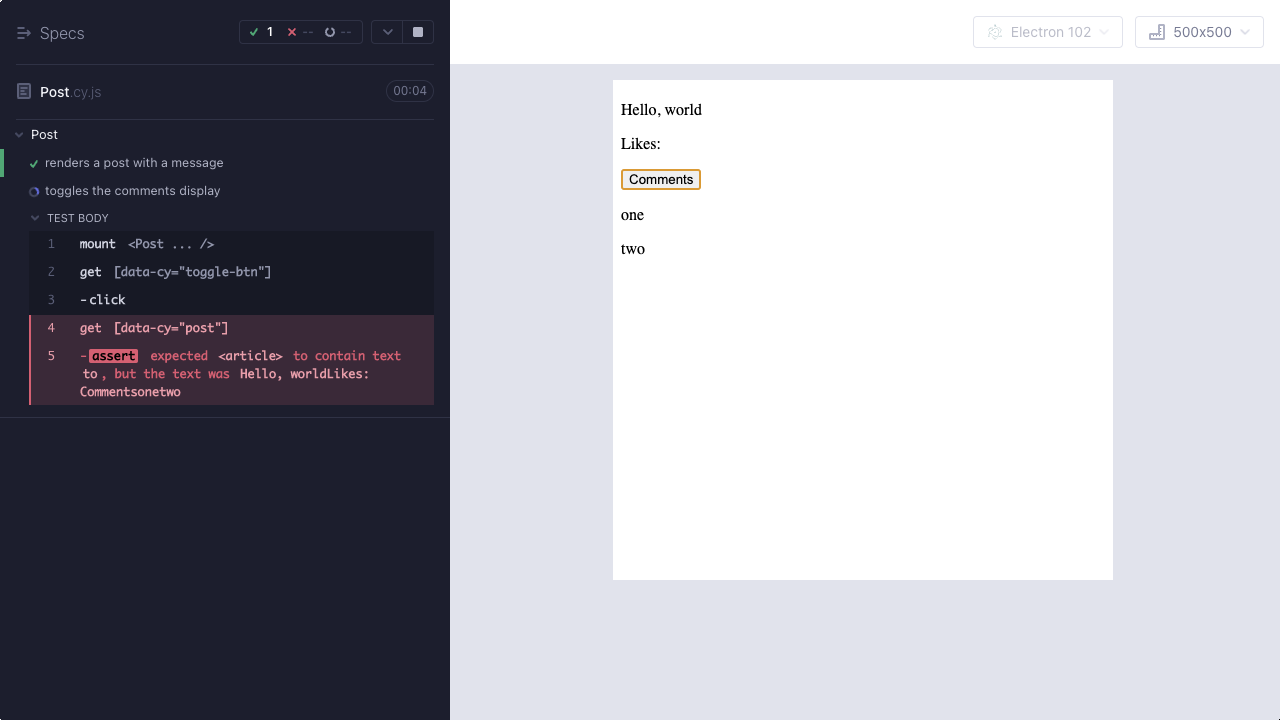 Specs
1 -- --
Post.cy.js
00:04
Post
renders a post with a message
toggles the comments display
TEST BODY
1 mount <Post ... />
2 get [data-cy="toggle-btn"]
3 -click
4 get [data-cy="post"]
5 -assert expected <article> to contain text
to, but the text was Hello, worldLikes:
Commentsonetwo
Electron 102
500x500
Hello, world
Likes:
Comments
one
two